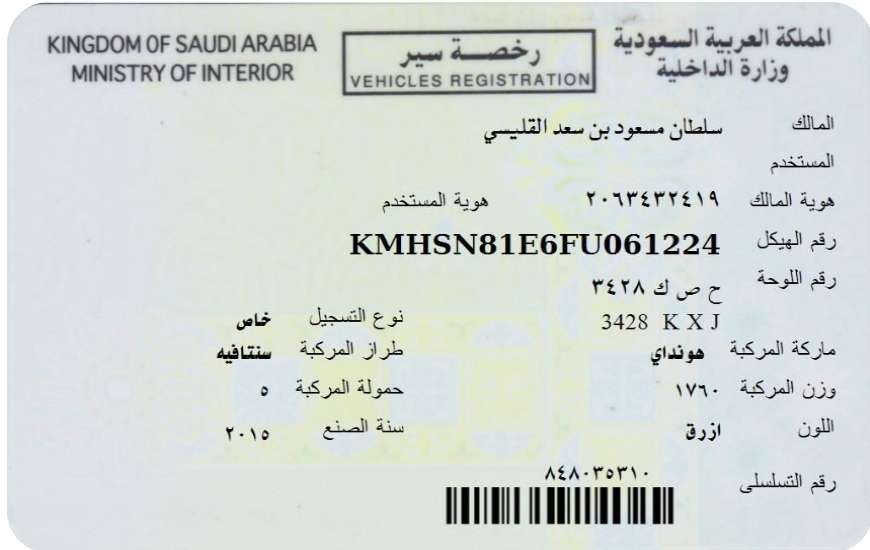 المملكة العربية السعودية
وزارة الداخلية
رخصة سير
VEHICLES REGISTRATION
KINGDOM OF SAUDI ARABIA
MINISTRY OF INTERIOR
المالك سلطان مسعود بن سعد القليسي
المستخدم
هوية المالك ٢٠٦٣٤٣٢٤١٩ هوية المستخدم
رقم الهيكل KMHSN81E6FU061224
رقم اللوحة ح ص ك ٣٤٢٨
3428 K X J نوع التسجيل خاص
ماركة المركبة هونداي طراز المركبة سنتافيه
وزن المركبة ١٧٦٠ حمولة المركبة ٥
اللون ازرق سنة الصنع ٢٠١٥
رقم التسلسلى ٨٤٨٠٣٥٣١٠